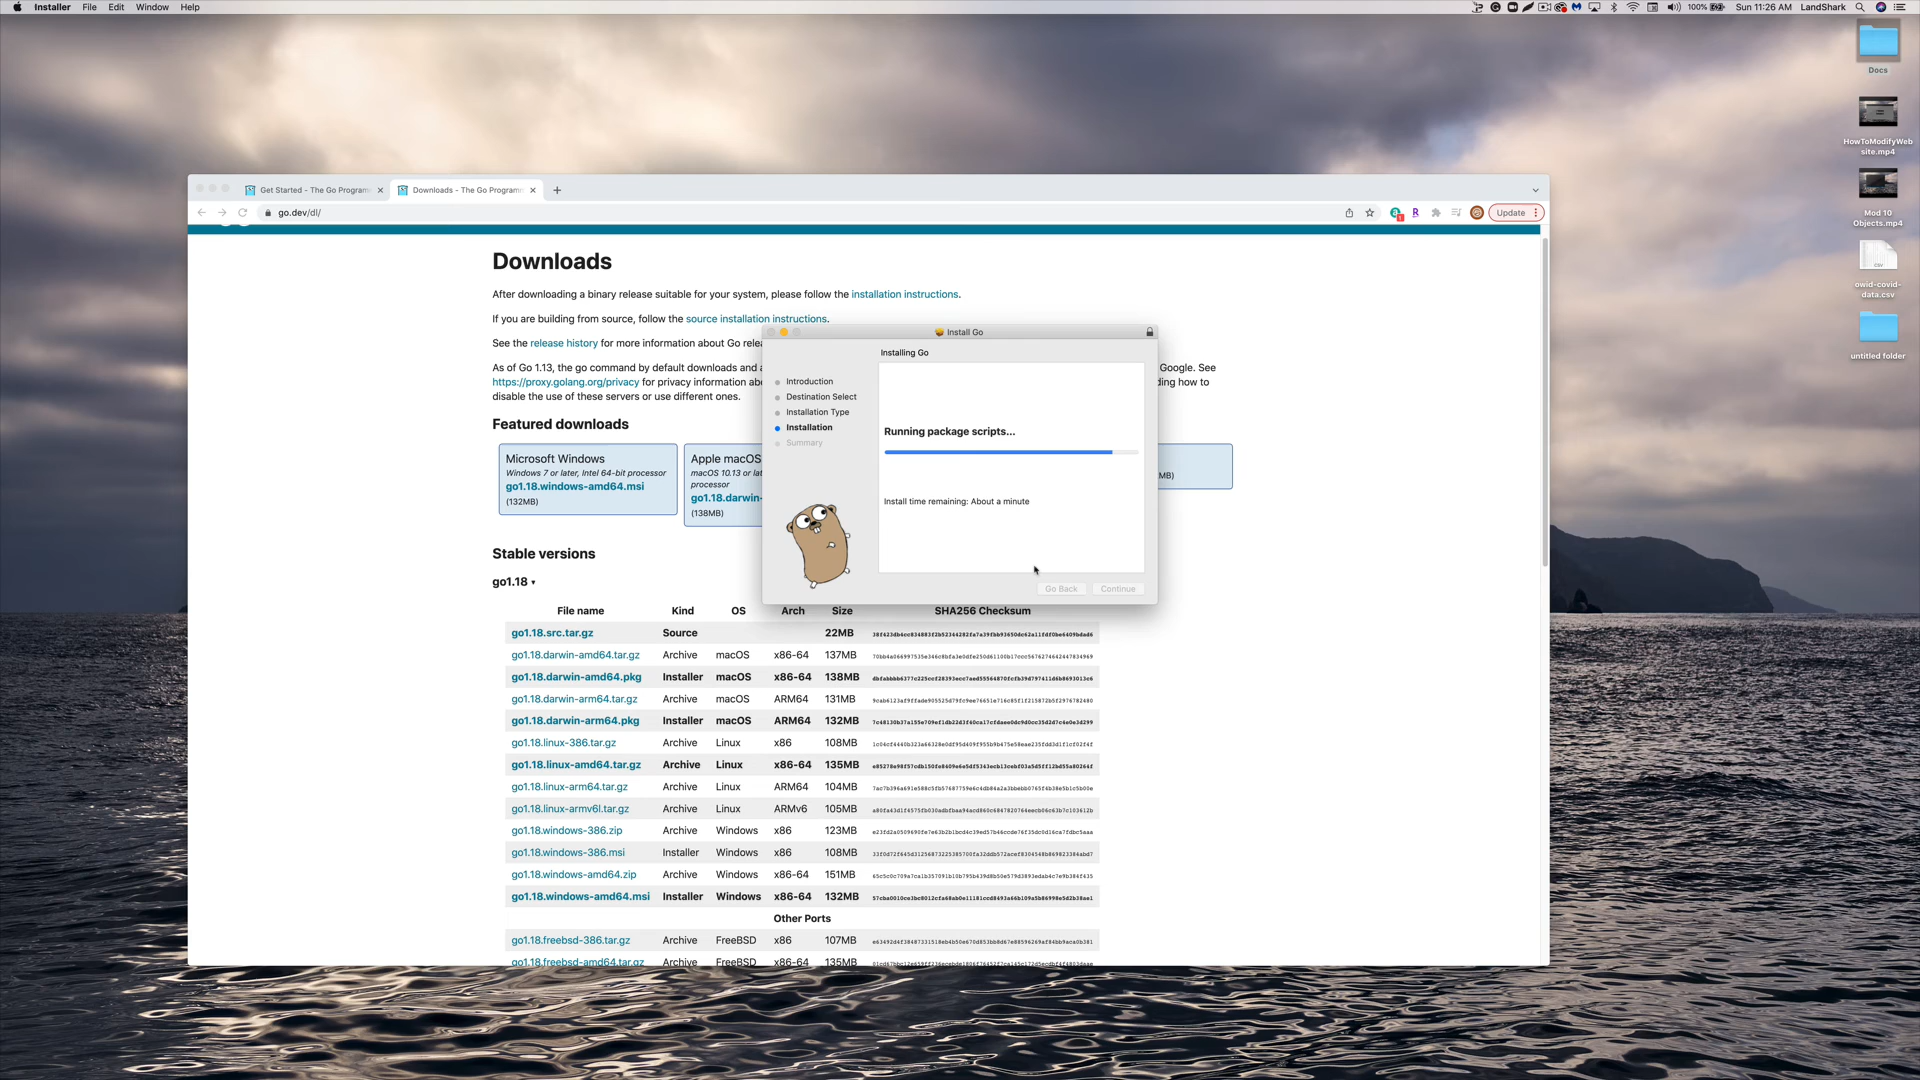 Installer File Edit Window Help
100% Sun 11:26 AM LandShark
Docs
HowToModifyWeb
site.mp4
Mod 10
Objects.mp4
CSV
owid-covid-
data.csv
untitled folder
Get Started - The Go Program
Downloads - The Go Program
go.dev/dl/
Update
Downloads
After downloading a binary release suitable for your system, please follow the installation instructions.
If you are building from source, follow the source installation instructions.
See the release history for more information about Go rele
As of Go 1.13, the go command by default downloads and a
Google. See
https://proxy.golang.org/privacy for privacy information abo
ding how to
disable the use of these servers or use different ones.
Featured downloads
Microsoft Windows
Windows 7 or later, Intel 64-bit processor
go1.18.windows-amd64.msi
(132MB)
Apple macOS
macOS 10.13 or lat
processor
go1.18.darwin-
(138MB)
MB)
Install Go
Installing Go
Introduction
Destination Select
Installation Type
Installation
Summary
Running package scripts...
Install time remaining: About a minute
Go Back Continue
Stable versions
go1.18 ▾
File name Kind OS Arch Size SHA256 Checksum
go1.18.src.tar.gz Source 22MB
go1.18.darwin-amd64.tar.gz Archive macOS x86-64 137MB
go1.18.darwin-amd64.pkg Installer macOS x86-64 138MB
go1.18.darwin-arm64.tar.gz Archive macOS ARM64 131MB
go1.18.darwin-arm64.pkg Installer macOS ARM64 132MB
go1.18.linux-386.tar.gz Archive Linux x86 108MB
go1.18.linux-amd64.tar.gz Archive Linux x86-64 135MB
go1.18.linux-arm64.tar.gz Archive Linux ARM64 104MB
go1.18.linux-armv6l.tar.gz Archive Linux ARMv6 105MB
go1.18.windows-386.zip Archive Windows x86 123MB
go1.18.windows-386.msi Installer Windows x86 108MB
go1.18.windows-amd64.zip Archive Windows x86-64 151MB
go1.18.windows-amd64.msi Installer Windows x86-64 132MB
Other Ports
go1.18.freebsd-386.tar.gz Archive FreeBSD x86 107MB
go1.18.freebsd-amd64.tar.gz Archive FreeBSD x86-64 135MB